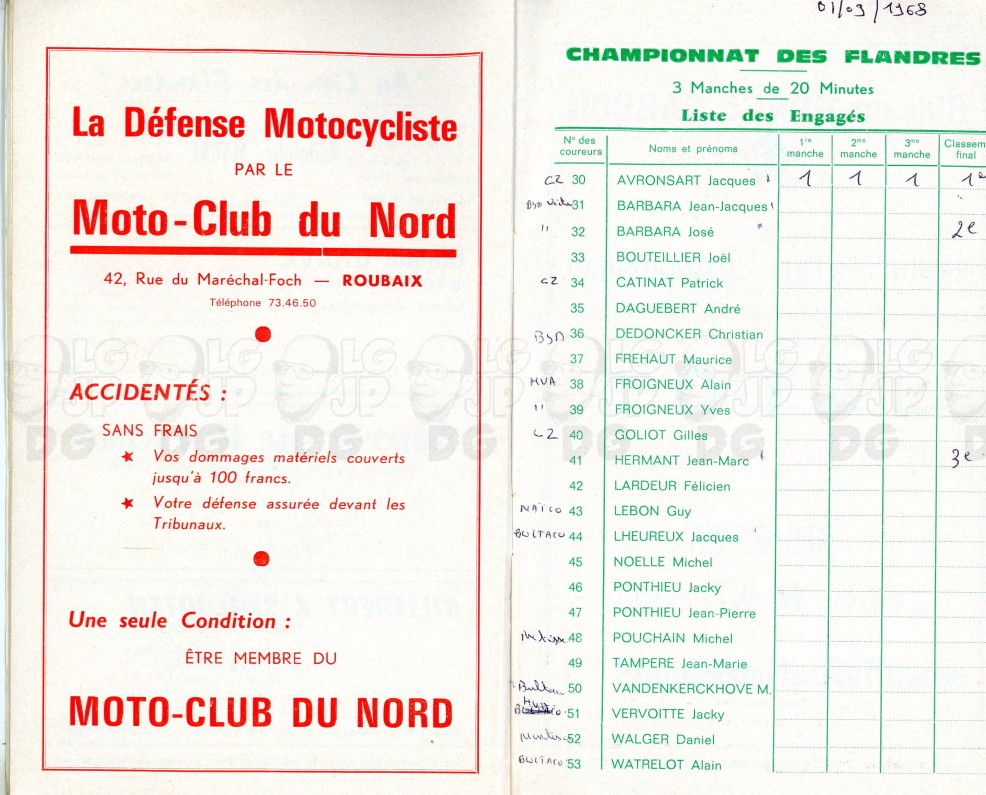 La Défense Motocycliste
PAR LE
Moto-Club du Nord
42, Rue du Maréchal-Foch — ROUBAIX
Téléphone 73.46.50
ACCIDENTÉS :
SANS FRAIS
★ Vos dommages matériels couverts
jusqu'à 100 francs.
★ Votre défense assurée devant les
Tribunaux.
Une seule Condition :
ÊTRE MEMBRE DU
MOTO-CLUB DU NORD
01/09/1968
CHAMPIONNAT DES FLANDRES
3 Manches de 20 Minutes
Liste des Engagés
N° des coureurs Noms et prénoms 1re manche 2me manche 3me manche Classem final
CZ 30 AVRONSART Jacques 1 1 1 1e
BSA 31 BARBARA Jean-Jacques
" 32 BARBARA José 2e
33 BOUTEILLIER Joël
CZ 34 CATINAT Patrick
35 DAGUEBERT André
BSA 36 DEDONCKER Christian
37 FREHAUT Maurice
HVA 38 FROIGNEUX Alain
" 39 FROIGNEUX Yves
CZ 40 GOLIOT Gilles
41 HERMANT Jean-Marc 3e
42 LARDEUR Félicien
MAÏCO 43 LEBON Guy
BULTACO 44 LHEUREUX Jacques
45 NOELLE Michel
46 PONTHIEU Jacky
47 PONTHIEU Jean-Pierre
48 POUCHAIN Michel
49 TAMPERE Jean-Marie
50 VANDENKERCKHOVE M.
HVA 51 VERVOITTE Jacky
52 WALGER Daniel
BULTACO 53 WATRELOT Alain
LG JP DG